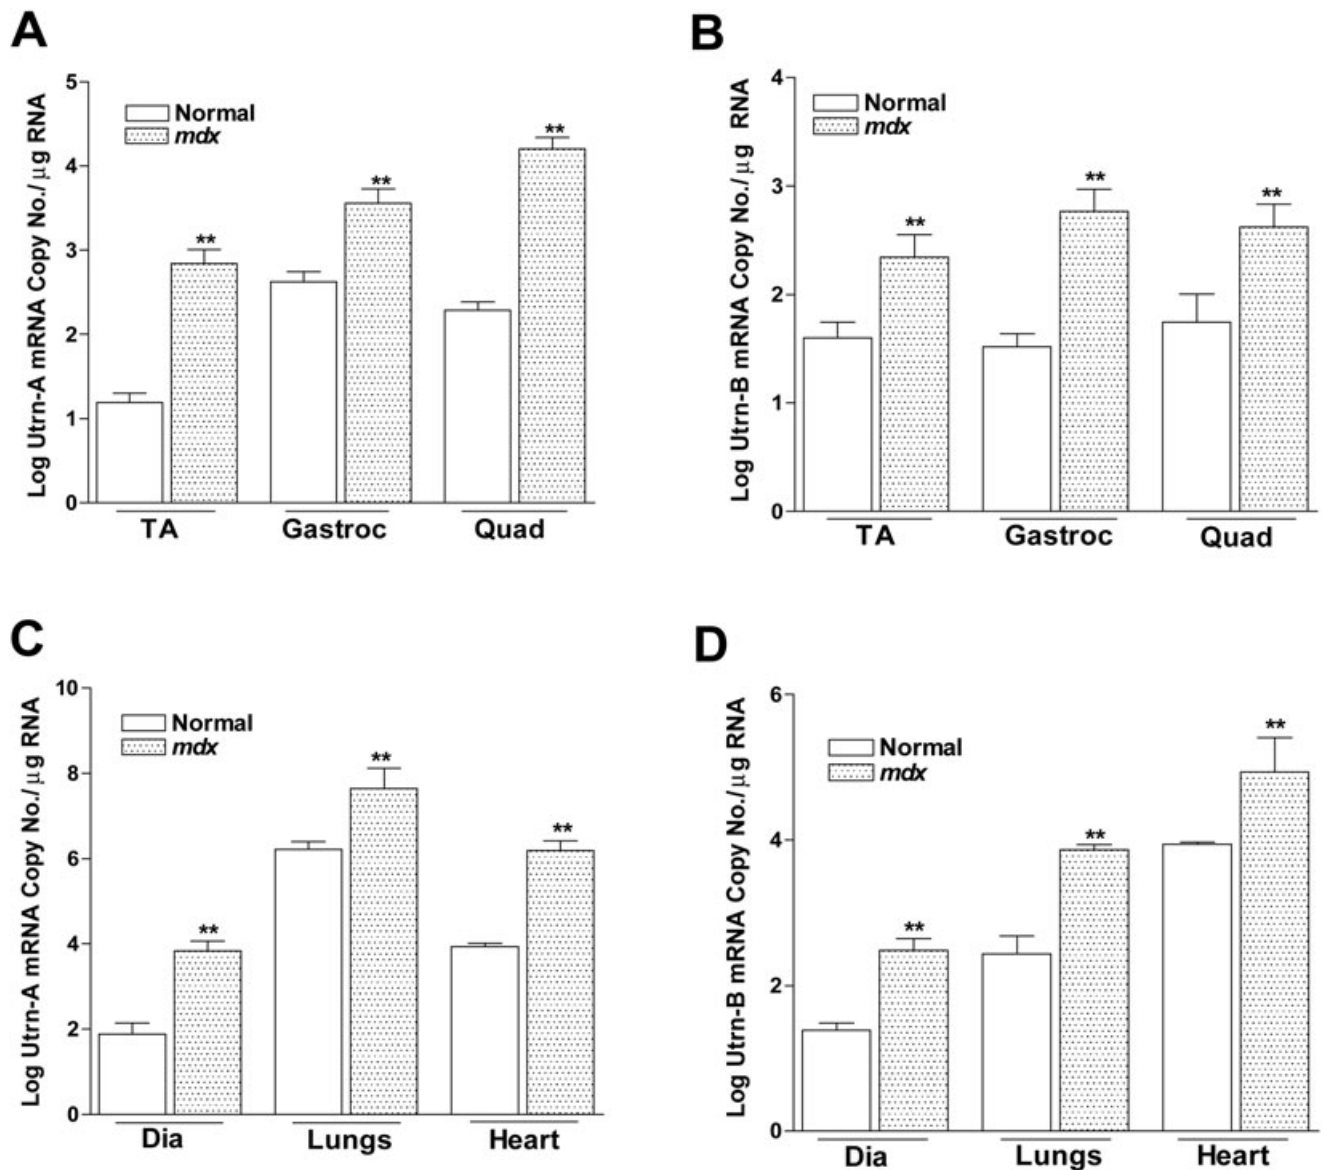 A
Log Utrn-A mRNA Copy No./μg RNA
5
4
3
2
1
0
Normal
mdx
**
**
**
TA Gastroc Quad
B
Log Utrn-B mRNA Copy No./μg RNA
4
3
2
1
0
Normal
mdx
**
**
**
TA Gastroc Quad
C
Log Utrn-A mRNA Copy No./μg RNA
10
8
6
4
2
0
Normal
mdx
**
**
**
Dia Lungs Heart
D
Log Utrn-B mRNA Copy No./μg RNA
6
4
2
0
Normal
mdx
**
**
**
Dia Lungs Heart